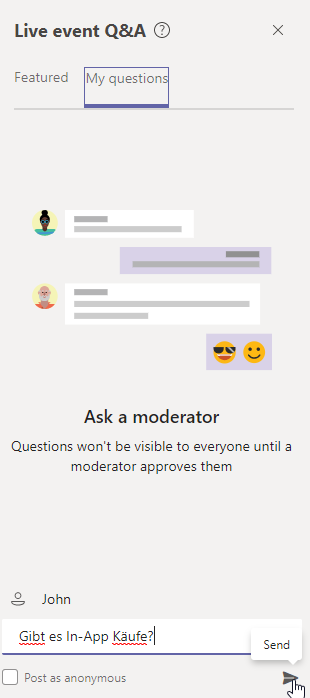 Live event Q&A ?
Featured My questions
Ask a moderator
Questions won't be visible to everyone until a
moderator approves them
John
Gibt es In-App Käufe?
Send
Post as anonymous